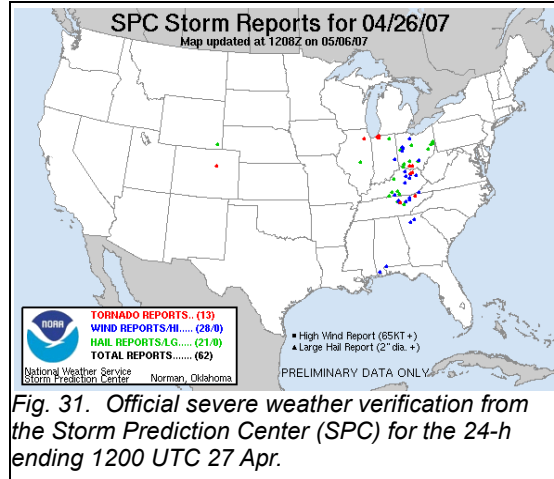 SPC Storm Reports for 04/26/07
Map updated at 1208Z on 05/06/07
NOAA
TORNADO REPORTS.. (13)
WIND REPORTS/HI..... (28/0)
HAIL REPORTS/LG..... (21/0)
TOTAL REPORTS....... (62)
National Weather Service
Storm Prediction Center Norman, Oklahoma
■ High Wind Report (65KT +)
▲ Large Hail Report (2" dia. +)
PRELIMINARY DATA ONLY
Fig. 31. Official severe weather verification from
the Storm Prediction Center (SPC) for the 24-h
ending 1200 UTC 27 Apr.